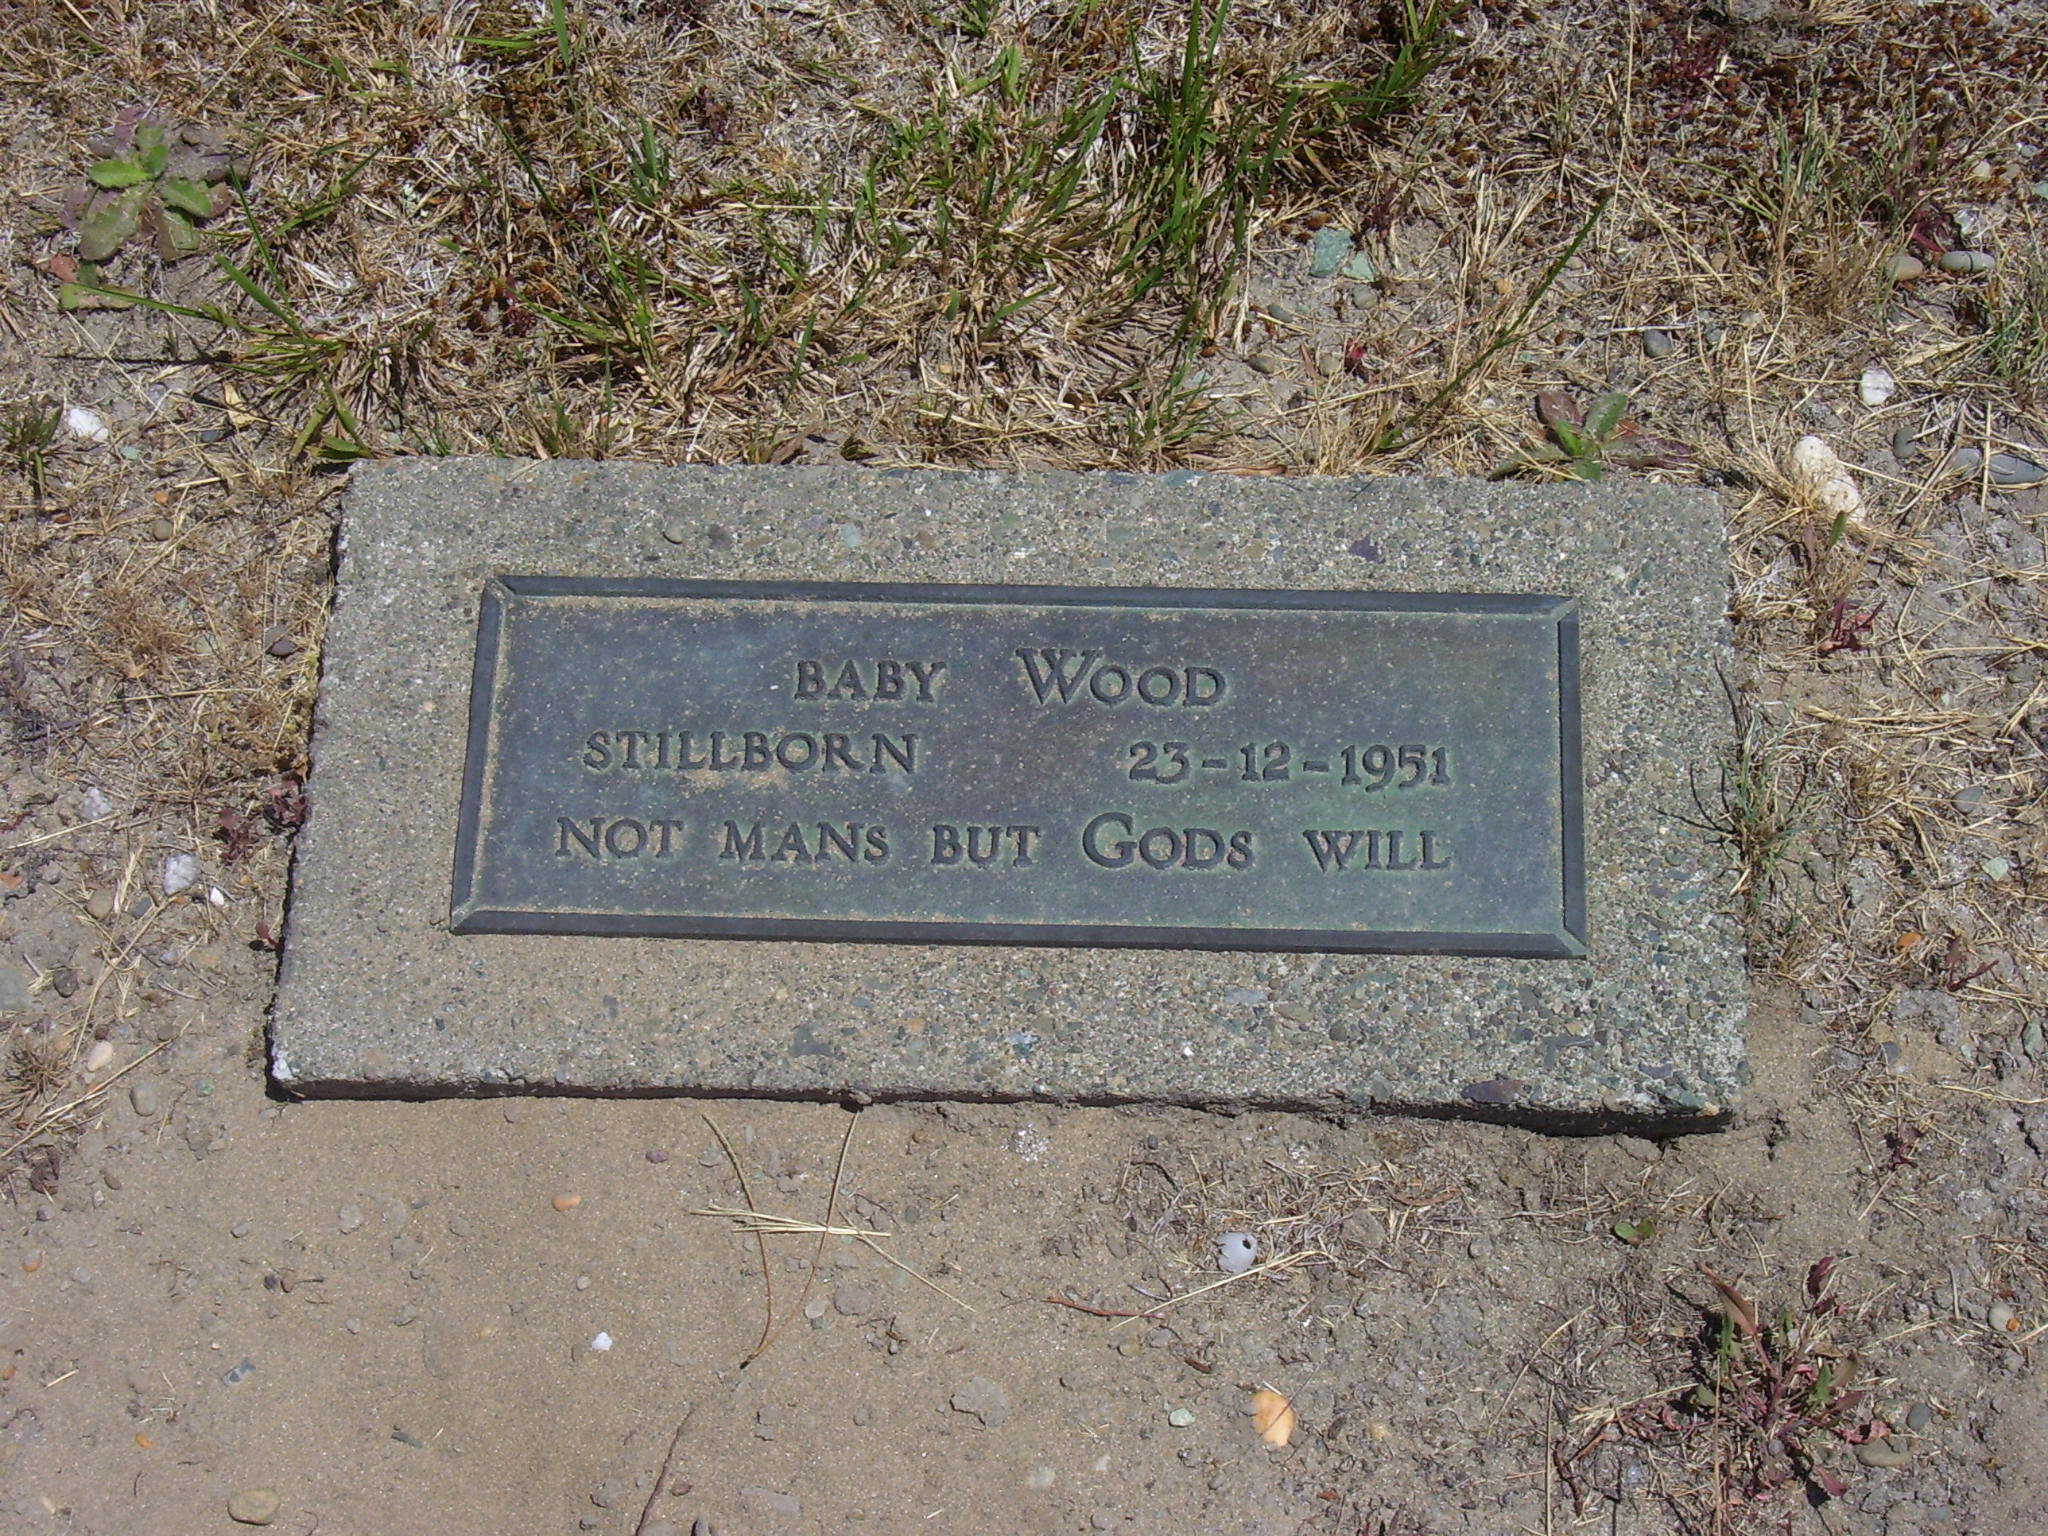 BABY WOOD
STILLBORN 23-12-1951
NOT MANS BUT GODS WILL